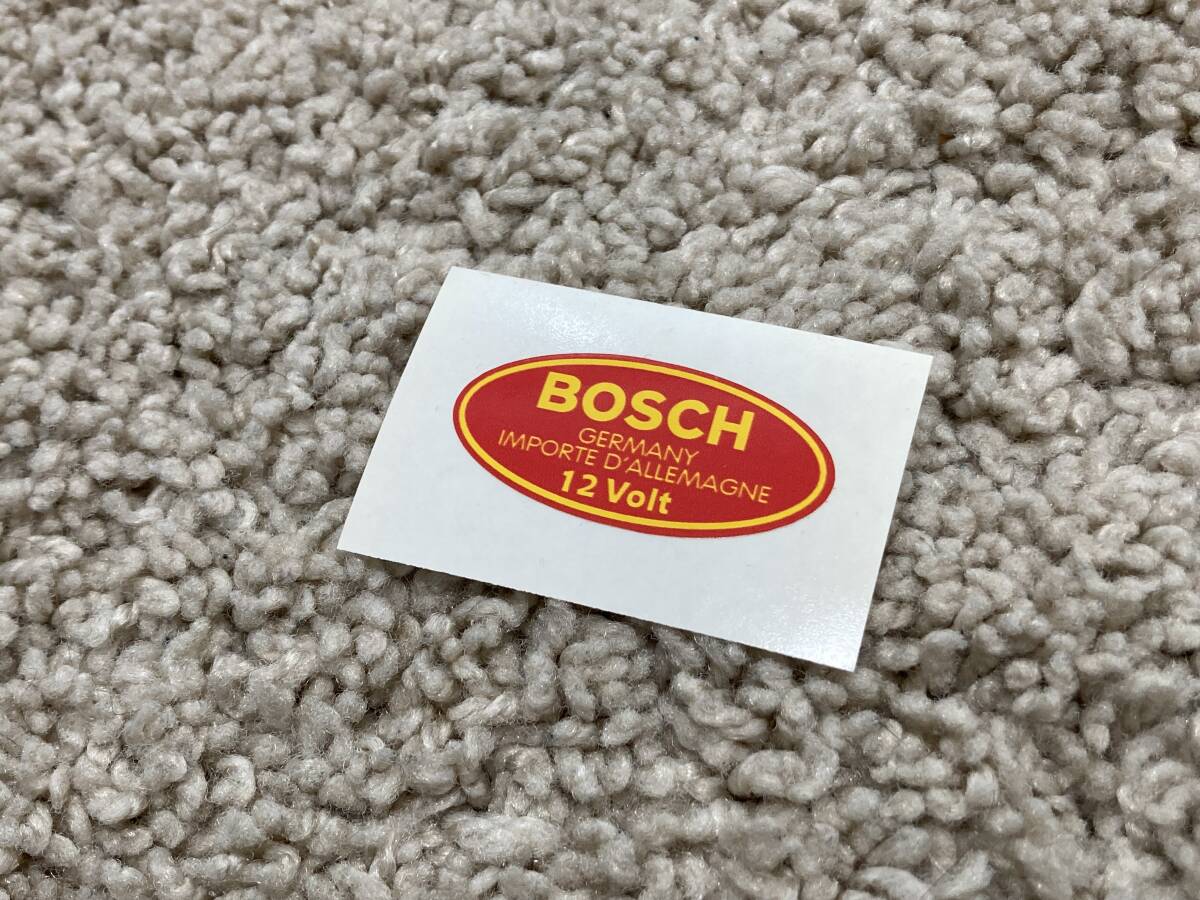 BOSCH
GERMANY
IMPORTE D'ALLEMAGNE
12 Volt